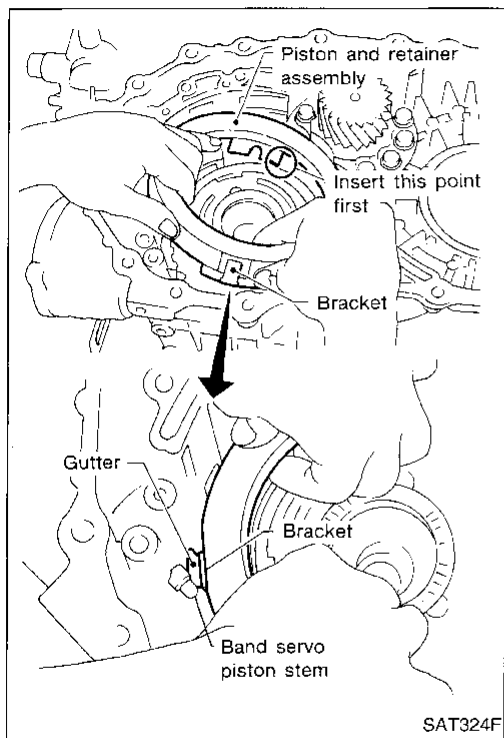 Piston and retainer
assembly
Insert this point
first
Bracket
Gutter
Bracket
Band servo
piston stem
SAT324F